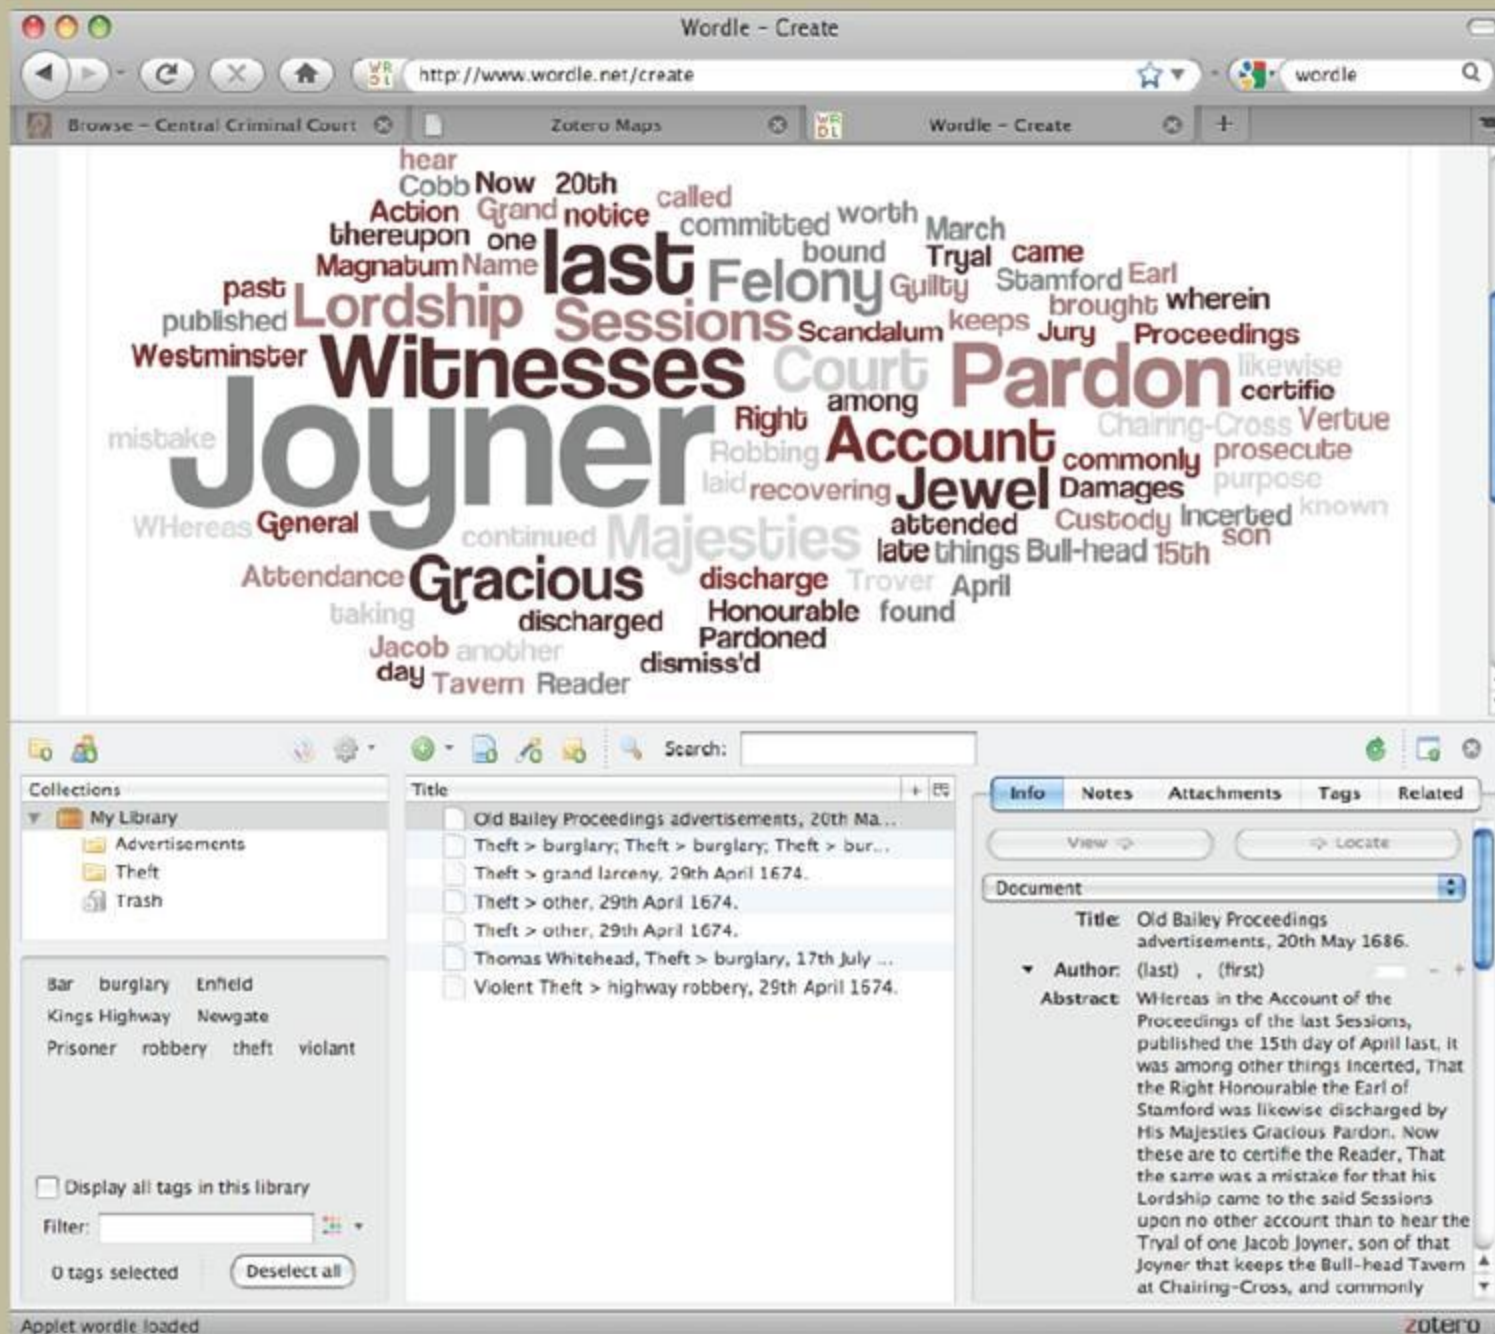 Wordle – Create
http://www.wordle.net/create
wordle
Browse – Central Criminal Court
Zotero Maps
Wordle – Create
hear
Cobb Now 20th
called
Action Grand notice
committed worth
March
thereupon one
last
bound
Tryal came
Magnatum Name
Felony
Guilty
Stamford Earl
past
Lordship
brought wherein
published
Sessions
Scandalum keeps Jury Proceedings
Westminster
Witnesses
Court
Pardon
likewise
certifie
among
Joyner
Right
Chairing-Cross Vertue
mistake
Robbing
Account
commonly prosecute
laid recovering
Jewel
Damages
purpose
WHereas General
continued
Majesties
attended
Custody Incerted known
son
late things Bull-head 15th
Attendance
Gracious
discharge Trover April
taking
discharged
Honourable found
Pardoned
Jacob another
dismiss'd
day Tavern Reader
Search:
Collections
My Library
Advertisements
Theft
Trash
Bar burglary Enfield
Kings Highway Newgate
Prisoner robbery theft violant
Display all tags in this library
Filter:
0 tags selected
Deselect all
Title
Old Bailey Proceedings advertisements, 20th Ma...
Theft > burglary; Theft > burglary; Theft > bur...
Theft > grand larceny, 29th April 1674.
Theft > other, 29th April 1674.
Theft > other, 29th April 1674.
Thomas Whitehead, Theft > burglary, 17th July ...
Violent Theft > highway robbery, 29th April 1674.
Info Notes Attachments Tags Related
View
Locate
Document
Title: Old Bailey Proceedings
advertisements, 20th May 1686.
Author: (last) , (first)
Abstract: WHereas in the Account of the
Proceedings of the last Sessions,
published the 15th day of April last, it
was among other things Incerted, That
the Right Honourable the Earl of
Stamford was likewise discharged by
His Majesties Gracious Pardon. Now
these are to certifie the Reader, That
the same was a mistake for that his
Lordship came to the said Sessions
upon no other account than to hear the
Tryal of one Jacob Joyner, son of that
Joyner that keeps the Bull-head Tavern
at Chairing-Cross, and commonly
Applet wordle loaded
zotero